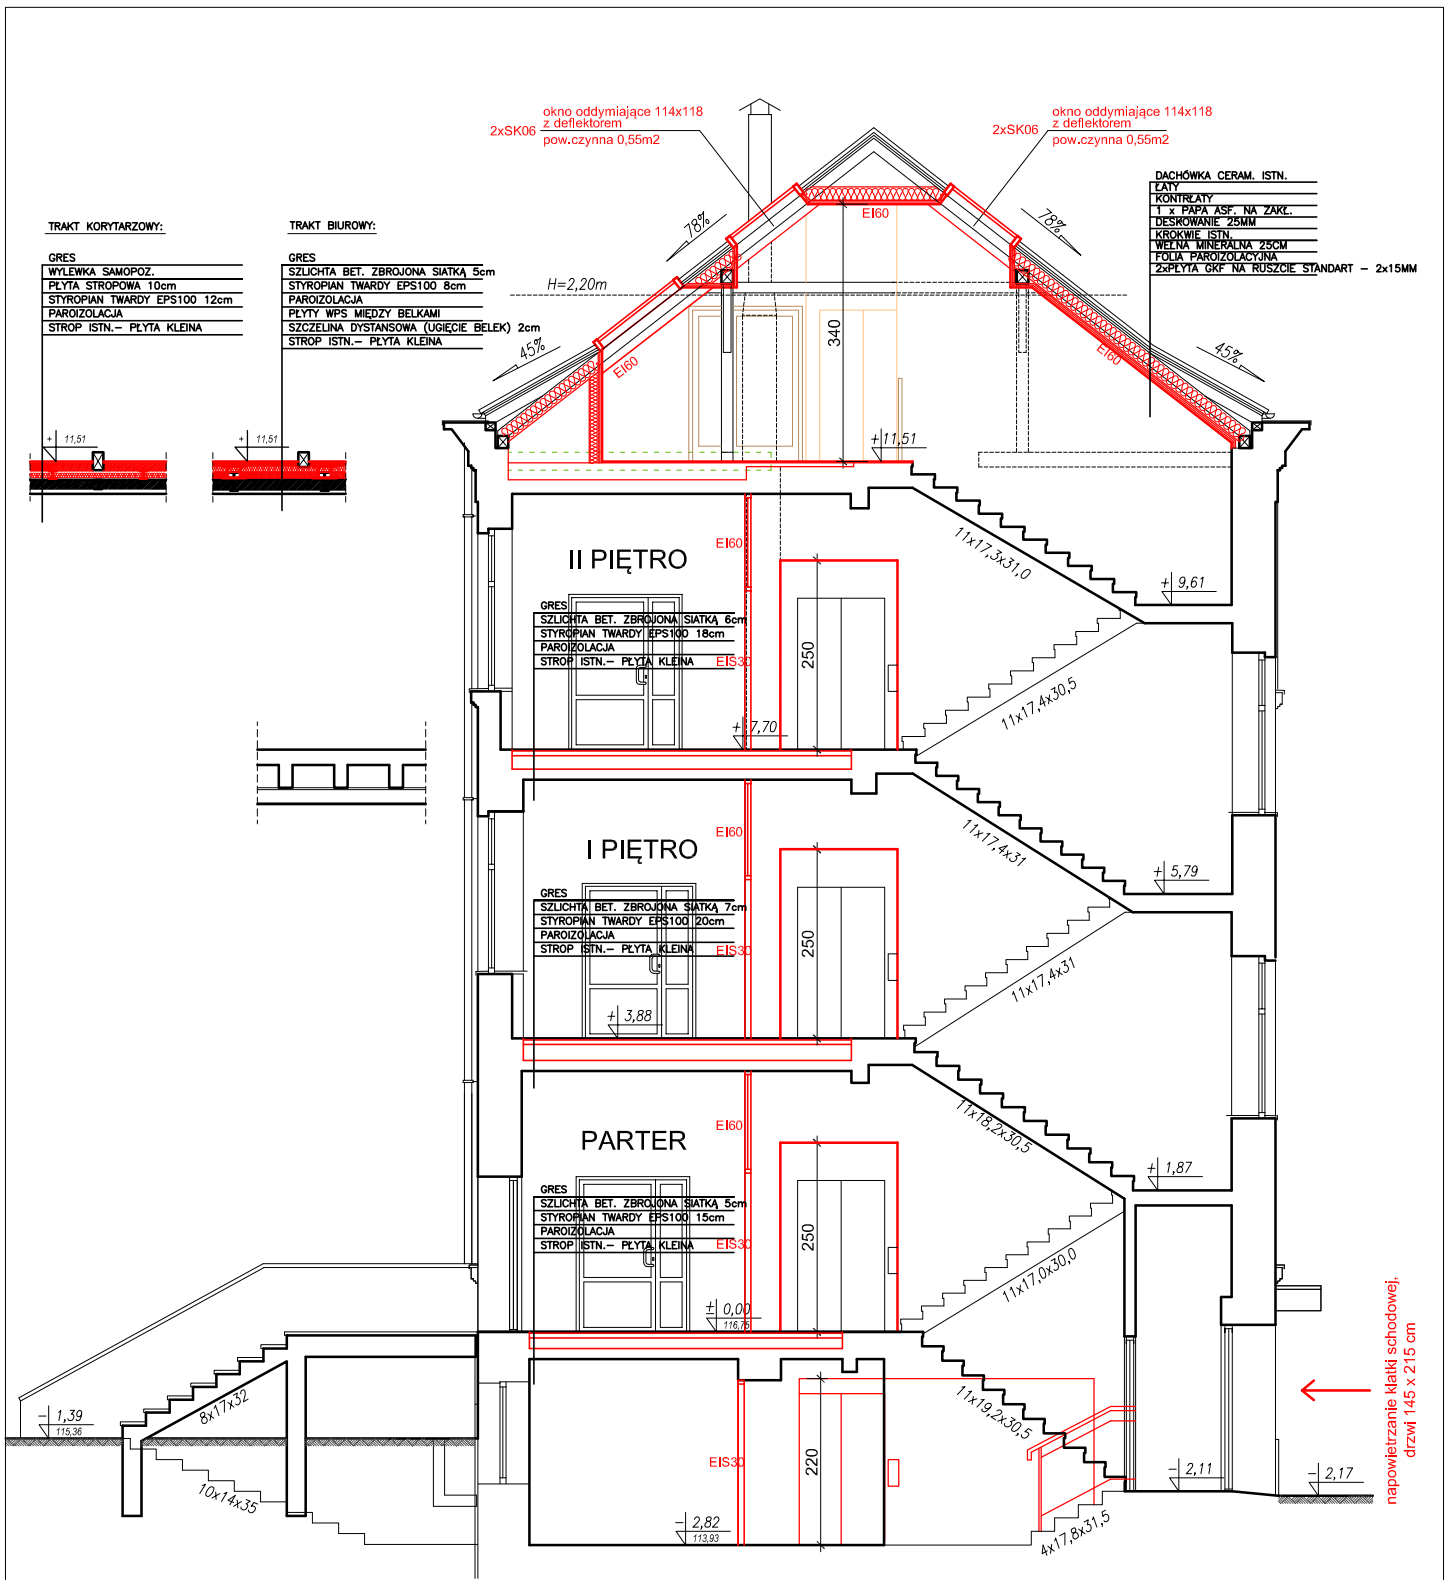 okno oddymiające 114x118
z deflektorem
2xSK06
pow.czynna 0,55m2
okno oddymiające 114x118
z deflektorem
2xSK06
pow.czynna 0,55m2
DACHÓWKA CERAM. ISTN.
ŁATY
KONTRŁATY
1 x PAPA ASF. NA ZAKŁ.
DESKOWANIE 25MM
KROKWIE ISTN.
WEŁNA MINERALNA 25CM
FOLIA PAROIZOLACYJNA
2xPŁYTA GKF NA RUSZCIE STANDART – 2x15MM
TRAKT KORYTARZOWY:
GRES
WYLEWKA SAMOPOZ.
PŁYTA STROPOWA 10cm
STYROPIAN TWARDY EPS100 12cm
PAROIZOLACJA
STROP ISTN.– PŁYTA KLEINA
+ 11,51
TRAKT BIUROWY:
GRES
SZLICHTA BET. ZBROJONA SIATKĄ 5cm
STYROPIAN TWARDY EPS100 8cm
PAROIZOLACJA
PŁYTY WPS MIĘDZY BELKAMI
SZCZELINA DYSTANSOWA (UGIĘCIE BELEK) 2cm
STROP ISTN.– PŁYTA KLEINA
+ 11,51
78%
78%
EI60
H=2,20m
45%
45%
EI60
EI60
340
+11,51
II PIĘTRO
EI60
11x17,3x31,0
+ 9,61
GRES
SZLICHTA BET. ZBROJONA SIATKĄ 6cm
STYROPIAN TWARDY EPS100 18cm
PAROIZOLACJA
STROP ISTN.– PŁYTA KLEINA
EIS30
250
11x17,4x30,5
+ 7,70
I PIĘTRO
EI60
11x17,4x31
+ 5,79
GRES
SZLICHTA BET. ZBROJONA SIATKĄ 7cm
STYROPIAN TWARDY EPS100 20cm
PAROIZOLACJA
STROP ISTN.– PŁYTA KLEINA
EIS30
250
11x17,4x31
+ 3,88
PARTER
EI60
11x18,2x30,5
+ 1,87
GRES
SZLICHTA BET. ZBROJONA SIATKĄ 5cm
STYROPIAN TWARDY EPS100 15cm
PAROIZOLACJA
STROP ISTN.– PŁYTA KLEINA
EIS30
250
11x17,0x30,0
± 0,00
116,75
napowietrzanie klatki schodowej,
drzwi 145 x 215 cm
8x17x32
– 1,39
115,36
10x14x35
11x19,2x30,5
EIS30
220
– 2,11
– 2,17
– 2,82
113,93
4x17,8x31,5